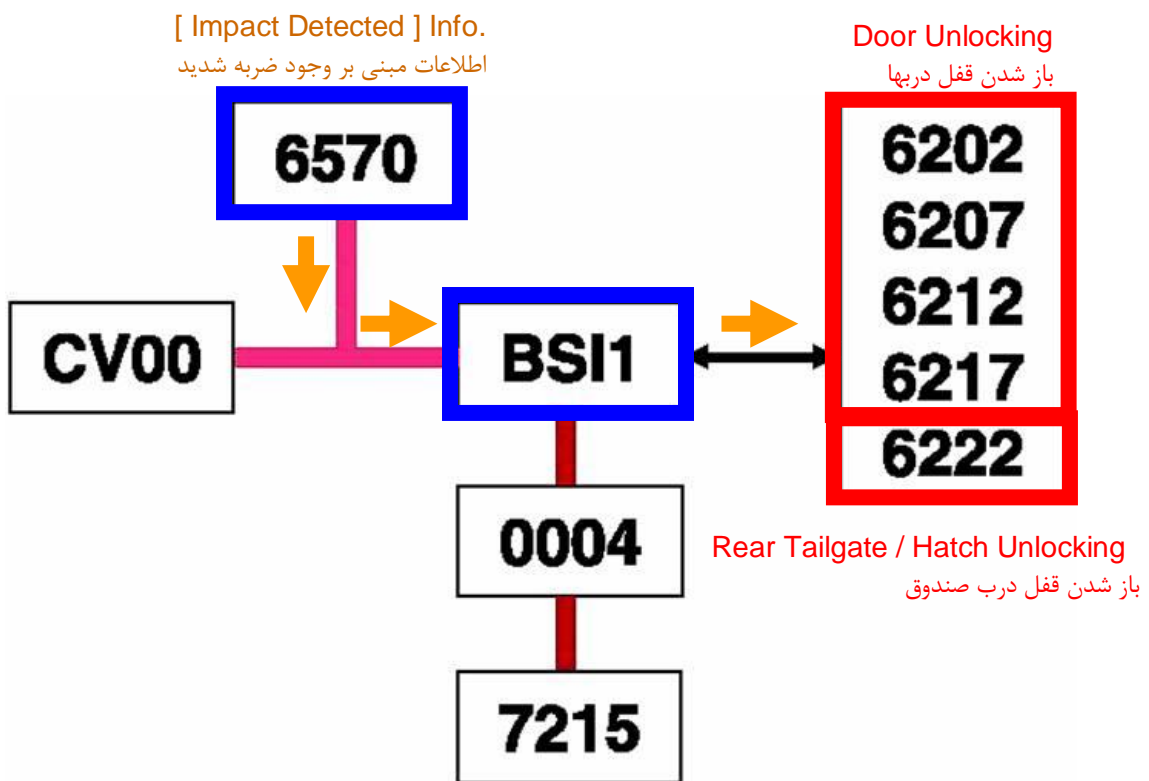 [ Impact Detected ] Info.
اطلاعات مبنی بر وجود ضربه شدید
Door Unlocking
باز شدن قفل دربها
6570
6202
6207
6212
6217
6222
CV00
BSI1
0004
Rear Tailgate / Hatch Unlocking
باز شدن قفل درب صندوق
7215